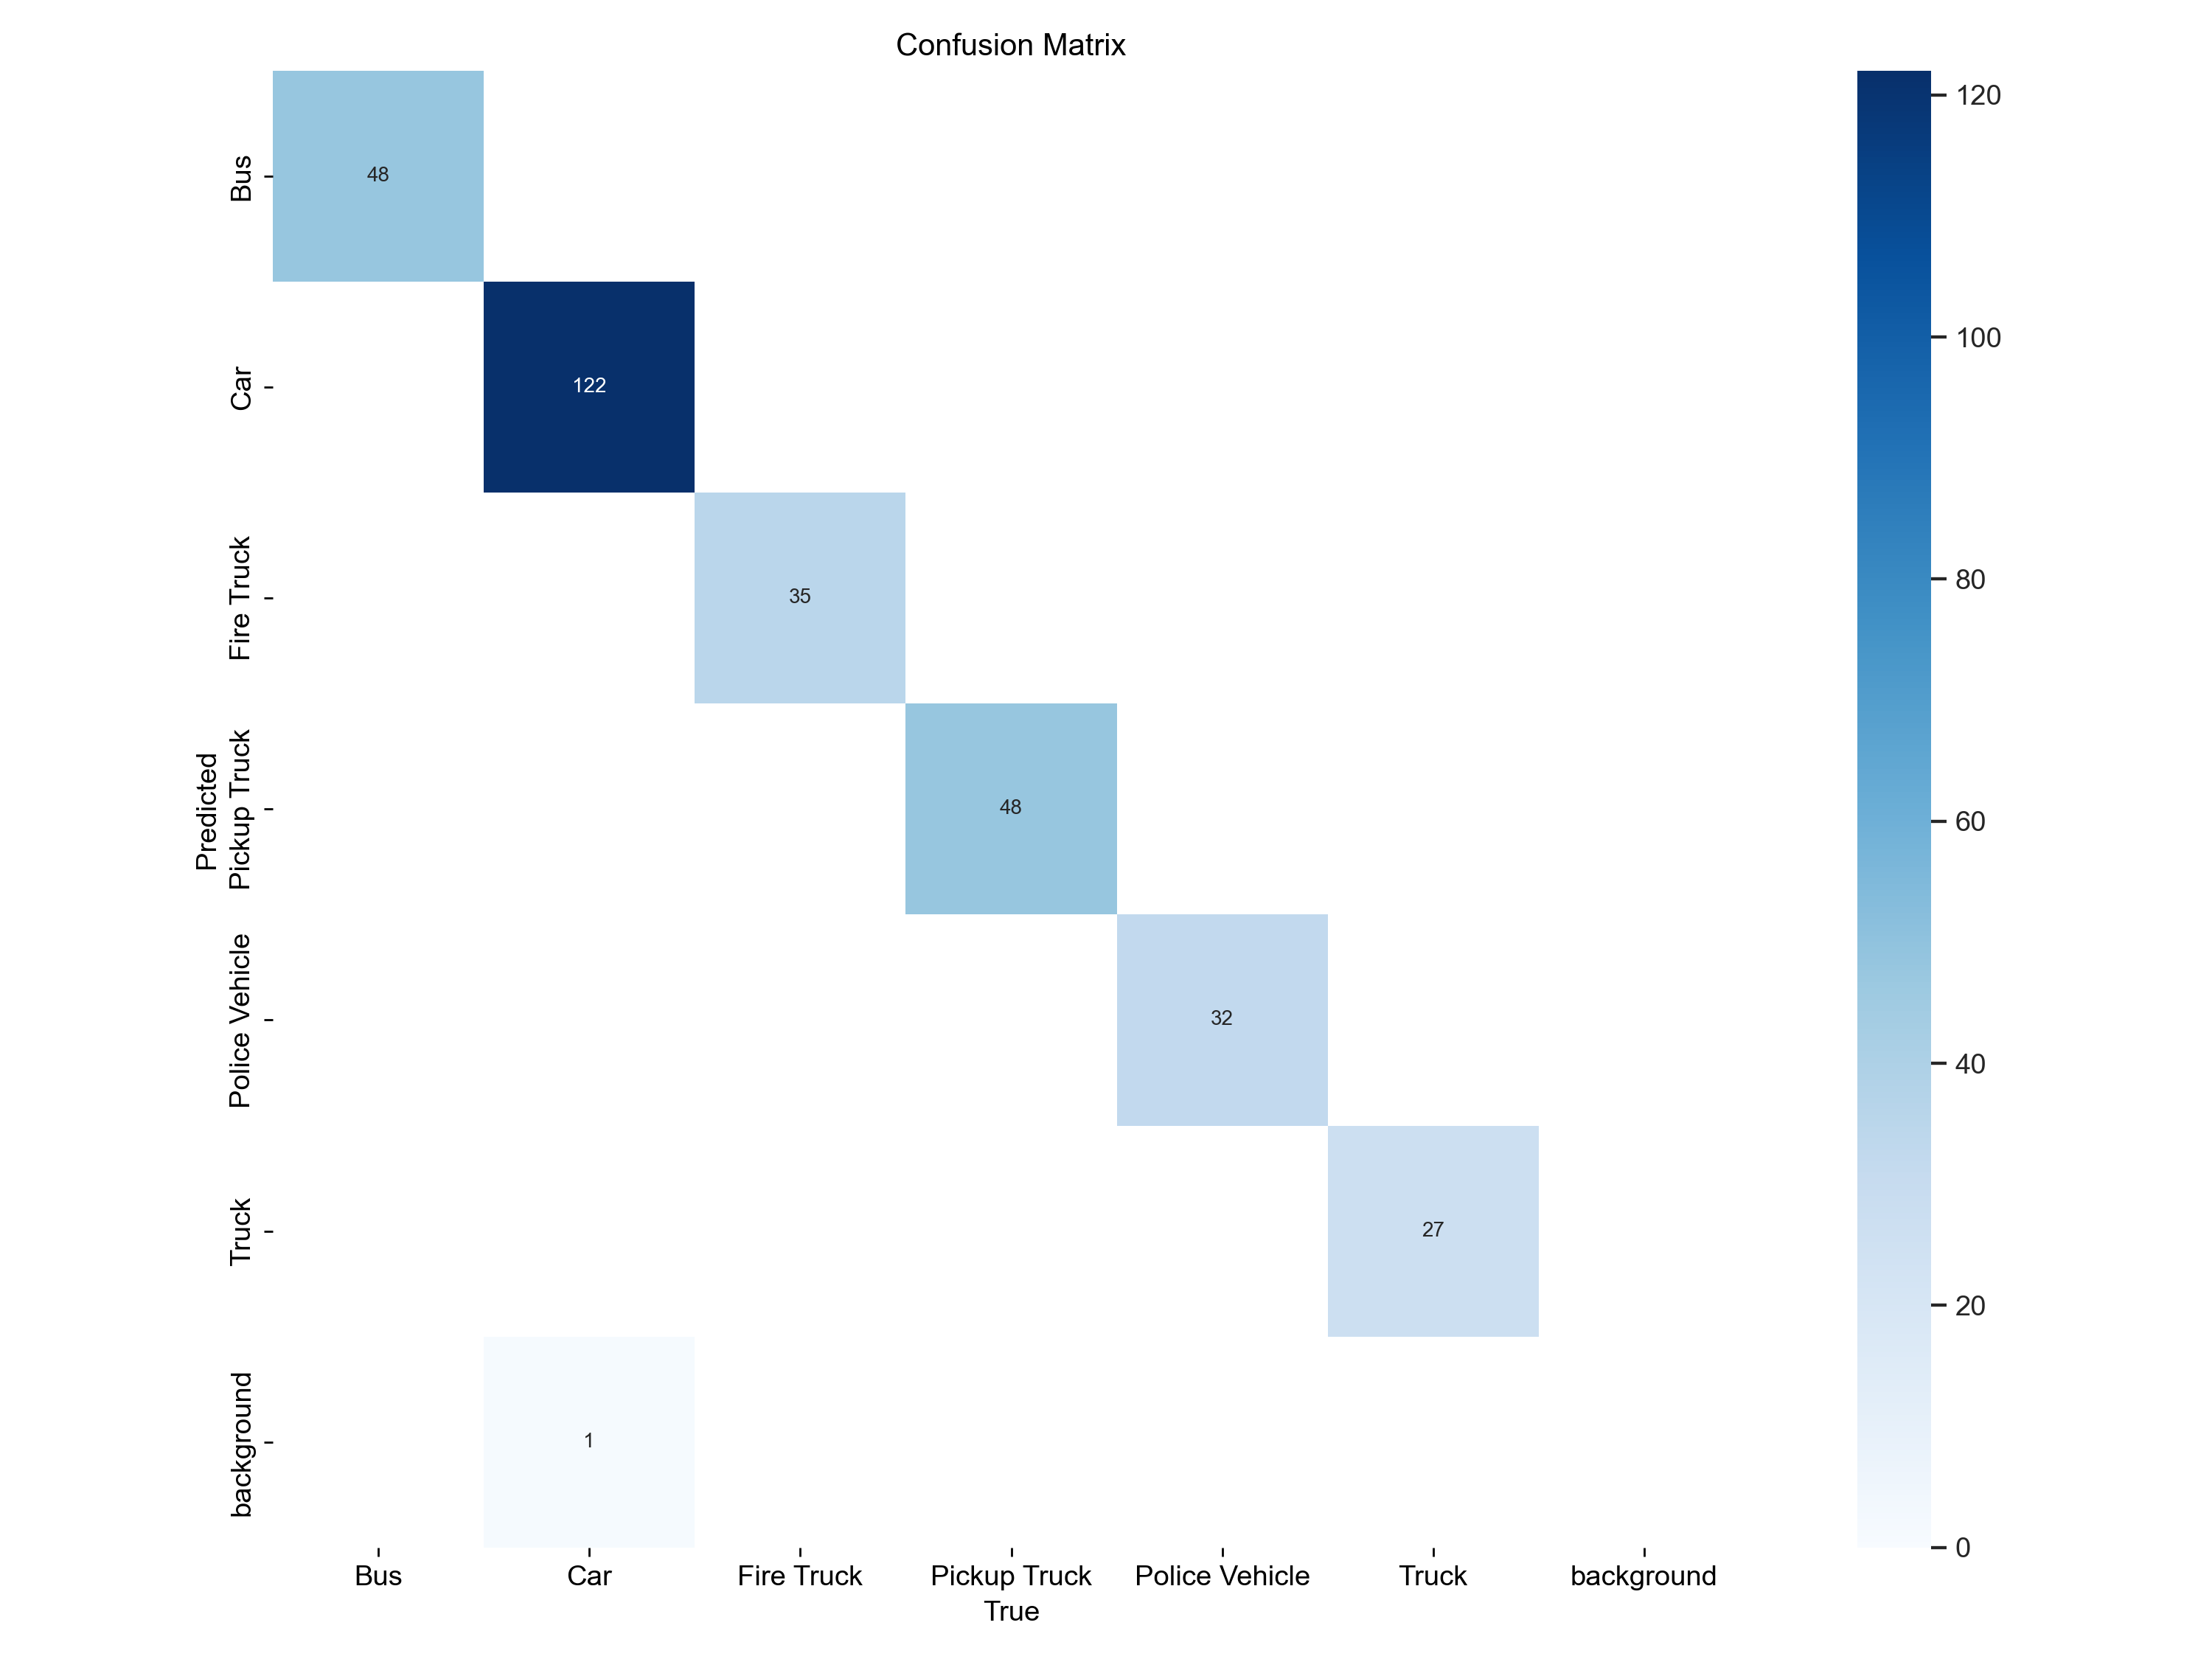 Confusion Matrix
Bus
48
Car
122
Fire Truck
35
Pickup Truck
48
Police Vehicle
32
Truck
27
background
1
Predicted
Bus Car Fire Truck Pickup Truck Police Vehicle Truck background
True
120
100
80
60
40
20
0